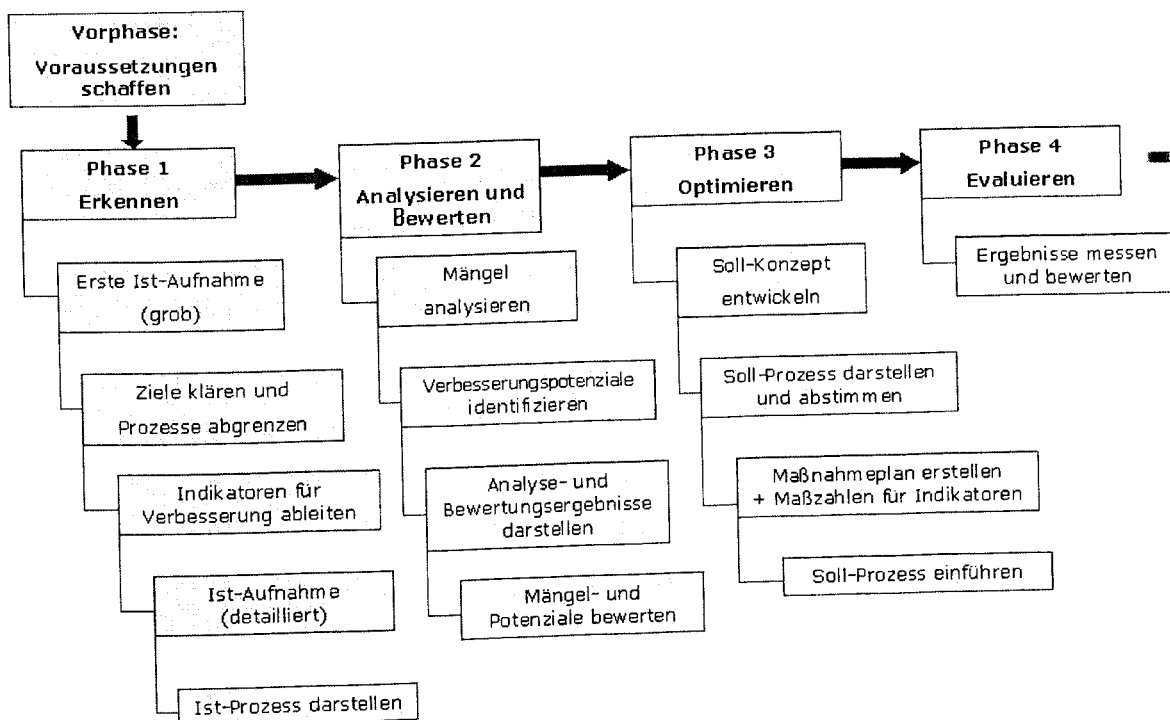 Vorphase:
Voraussetzungen
schaffen
Phase 1
Erkennen
Erste Ist-Aufnahme
(grob)
Ziele klären und
Prozesse abgrenzen
Indikatoren für
Verbesserung ableiten
Ist-Aufnahme
(detailliert)
Ist-Prozess darstellen
Phase 2
Analysieren und
Bewerten
Mängel
analysieren
Verbesserungspotenziale
identifizieren
Analyse- und
Bewertungsergebnisse
darstellen
Mängel- und
Potenziale bewerten
Phase 3
Optimieren
Soll-Konzept
entwickeln
Soll-Prozess darstellen
und abstimmen
Maßnahmeplan erstellen
+ Maßzahlen für Indikatoren
Soll-Prozess einführen
Phase 4
Evaluieren
Ergebnisse messen
und bewerten